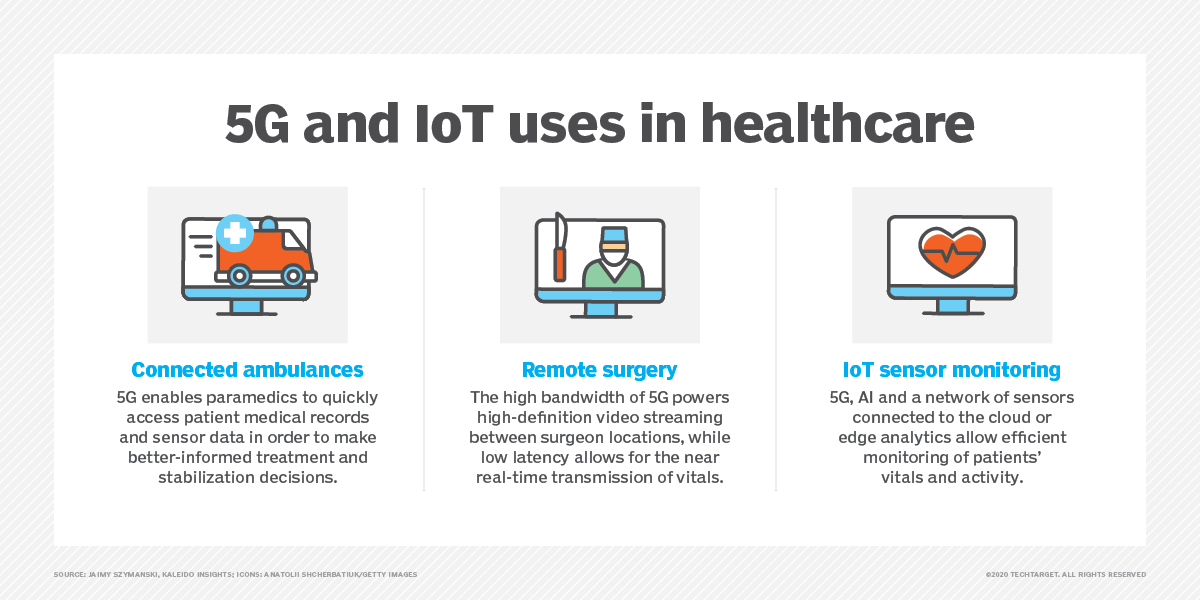 5G and IoT uses in healthcare
Connected ambulances
5G enables paramedics to quickly
access patient medical records
and sensor data in order to make
better-informed treatment and
stabilization decisions.
Remote surgery
The high bandwidth of 5G powers
high-definition video streaming
between surgeon locations, while
low latency allows for the near
real-time transmission of vitals.
IoT sensor monitoring
5G, AI and a network of sensors
connected to the cloud or
edge analytics allow efficient
monitoring of patients’
vitals and activity.
SOURCE: JAIMY SZYMANSKI, KALEIDO INSIGHTS; ICONS: ANATOLII SHCHERBATIUK/GETTY IMAGES
©2020 TECHTARGET. ALL RIGHTS RESERVED